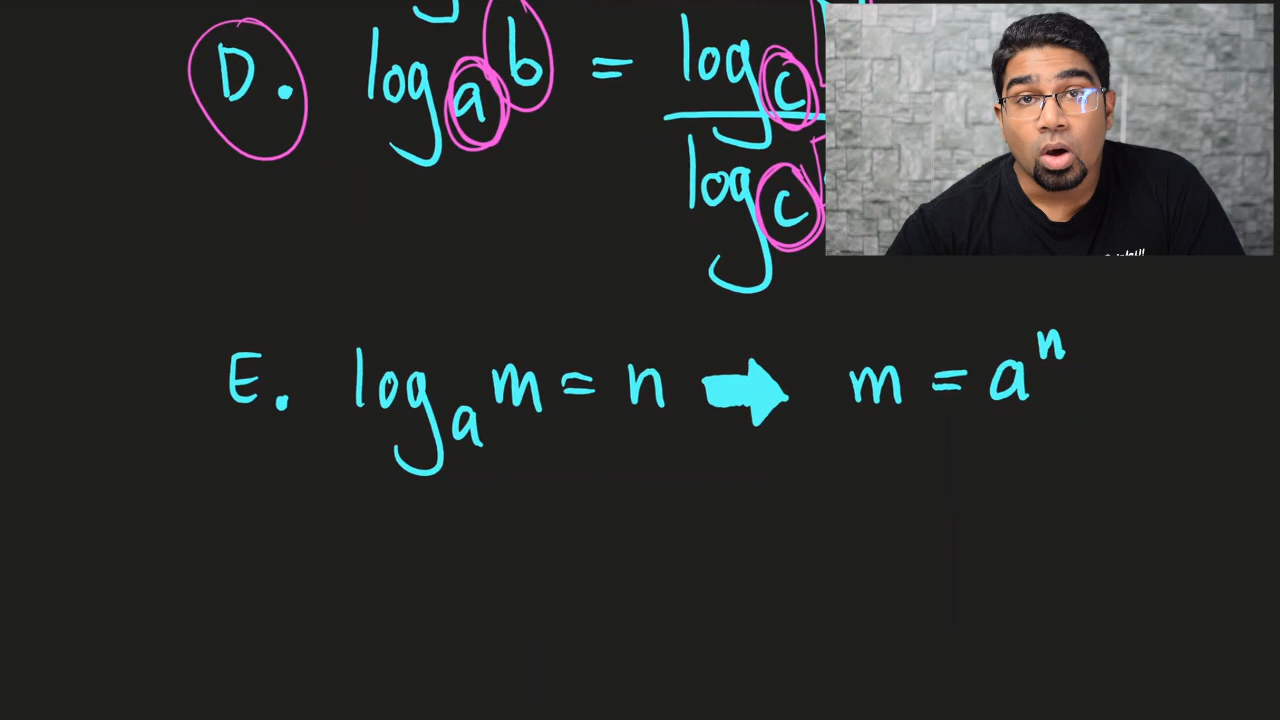 D. log_a b = log_c / log_c
E. log_a m = n ➡ m = a^n